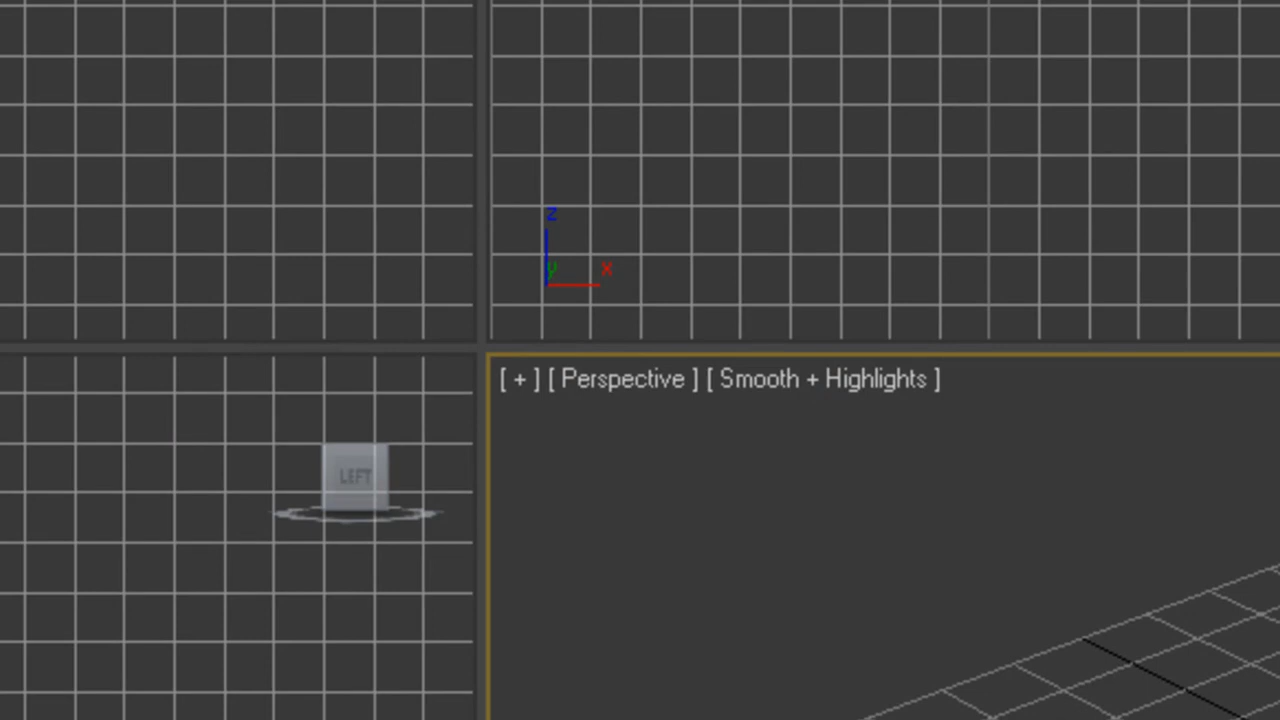 z
y x
[ + ] [ Perspective ] [ Smooth + Highlights ]
LEFT